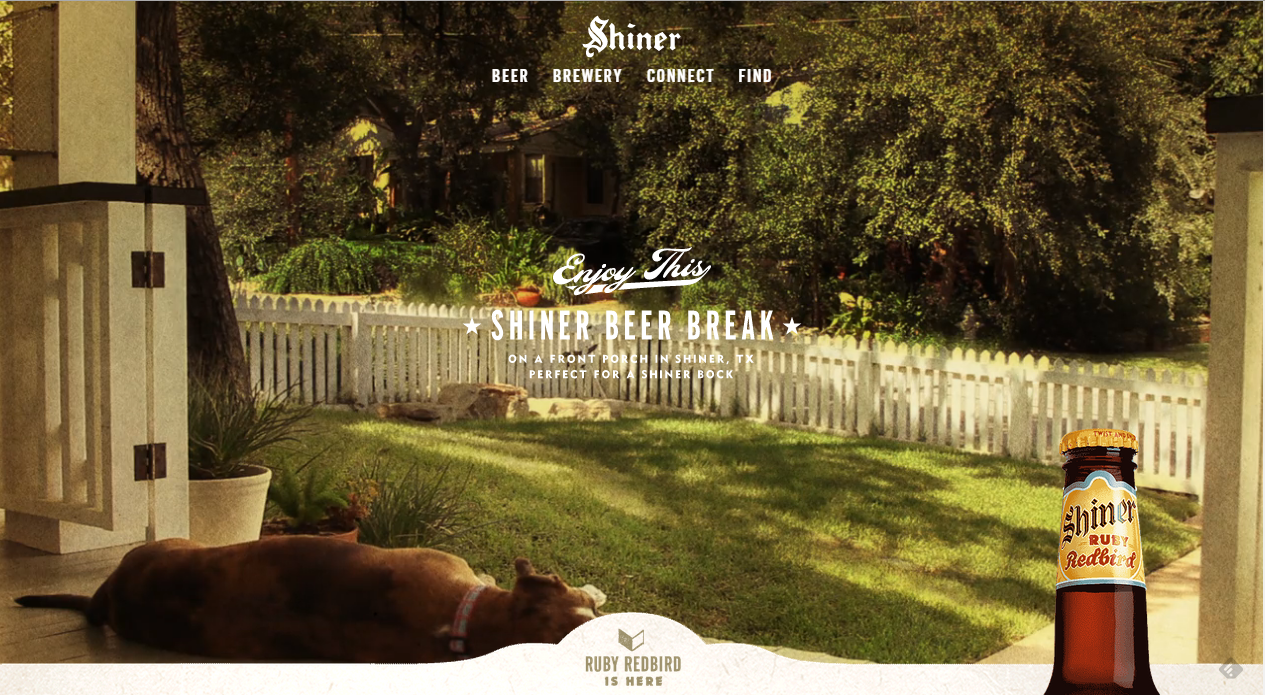 Shiner
BEER BREWERY CONNECT FIND
Enjoy This
★ SHINER BEER BREAK ★
ON A FRONT PORCH IN SHINER, TX
PERFECT FOR A SHINER BOCK
TWIST
Shiner
RUBY
Redbird
RUBY REDBIRD
IS HERE